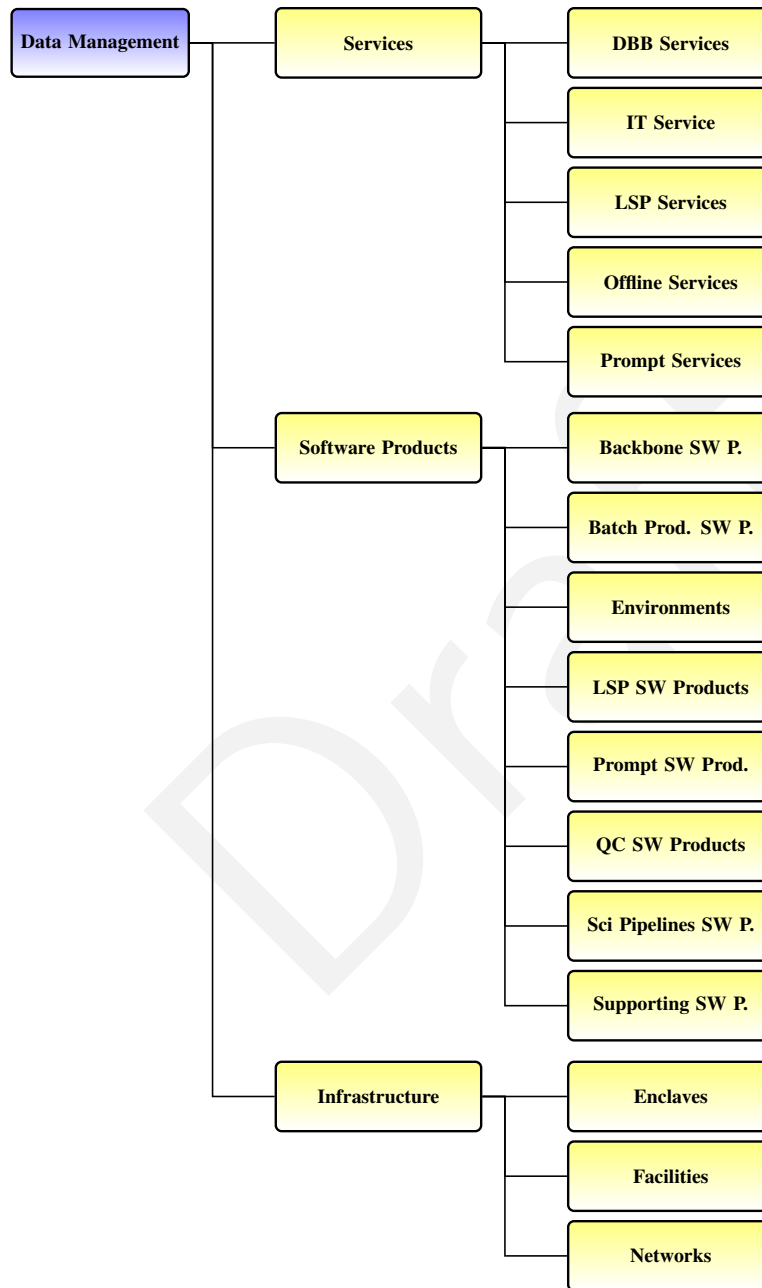 Data Management
Services
DBB Services
IT Service
LSP Services
Offline Services
Prompt Services
Software Products
Backbone SW P.
Batch Prod. SW P.
Environments
LSP SW Products
Prompt SW Prod.
QC SW Products
Sci Pipelines SW P.
Supporting SW P.
Infrastructure
Enclaves
Facilities
Networks
Draft